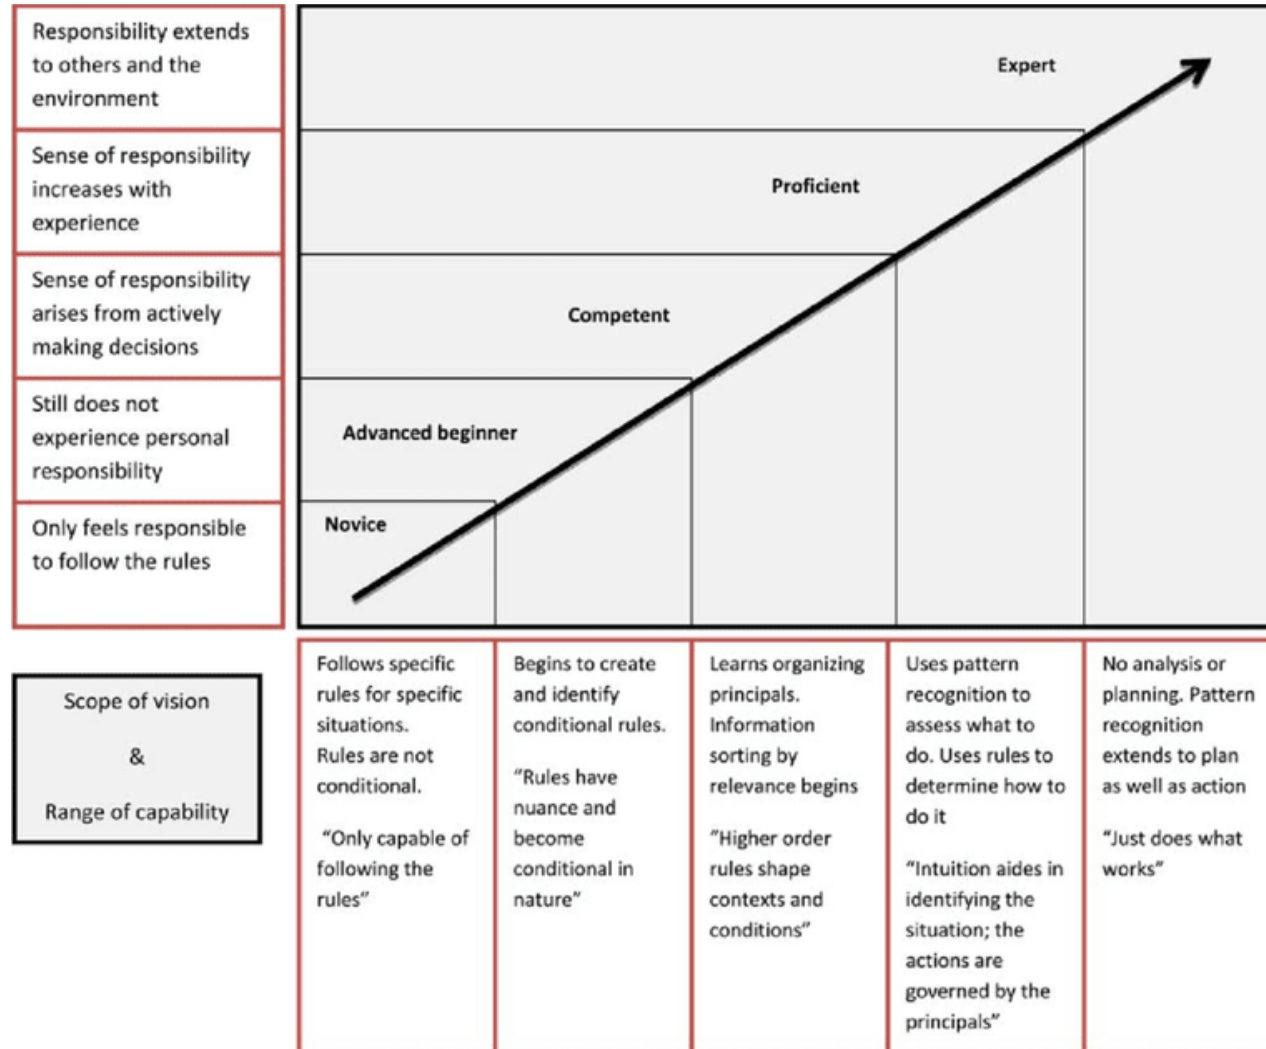 Responsibility extends
to others and the
environment
Sense of responsibility
increases with
experience
Sense of responsibility
arises from actively
making decisions
Still does not
experience personal
responsibility
Only feels responsible
to follow the rules
Expert
Proficient
Competent
Advanced beginner
Novice
Scope of vision
&
Range of capability
Follows specific
rules for specific
situations.
Rules are not
conditional.
“Only capable of
following the
rules”
Begins to create
and identify
conditional rules.
“Rules have
nuance and
become
conditional in
nature”
Learns organizing
principals.
Information
sorting by
relevance begins
“Higher order
rules shape
contexts and
conditions”
Uses pattern
recognition to
assess what to
do. Uses rules to
determine how to
do it
“Intuition aides in
identifying the
situation; the
actions are
governed by the
principals”
No analysis or
planning. Pattern
recognition
extends to plan
as well as action
“Just does what
works”